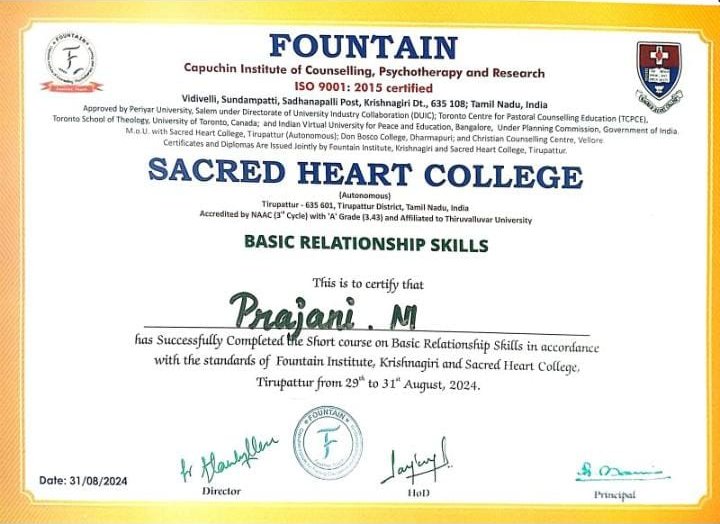 FOUNTAIN
FOUNTAIN
Capuchin Institute of Counselling, Psychotherapy and Research
ISO 9001: 2015 certified
Vidivelli, Sundampatti, Sadhanapalli Post, Krishnagiri Dt., 635 108; Tamil Nadu, India
Approved by Periyar University, Salem under Directorate of University Industry Collaboration (DUIC); Toronto Centre for Pastoral Counselling Education (TCPCE),
Toronto School of Theology, University of Toronto, Canada; and Indian Virtual University for Peace and Education, Bangalore, Under Planning Commission, Government of India.
M.o.U. with Sacred Heart College, Tirupattur (Autonomous); Don Bosco College, Dharmapuri; and Christian Counselling Centre, Vellore
Certificates and Diplomas Are Issued Jointly by Fountain Institute, Krishnagiri and Sacred Heart College, Tirupattur.
SACRED HEART COLLEGE
(Autonomous)
Tirupattur - 635 601, Tirupattur District, Tamil Nadu, India
Accredited by NAAC (3rd Cycle) with 'A' Grade (3.43) and Affiliated to Thiruvalluvar University
BASIC RELATIONSHIP SKILLS
This is to certify that
Prajani. M
has Successfully Completed the Short course on Basic Relationship Skills in accordance
with the standards of Fountain Institute, Krishnagiri and Sacred Heart College,
Tirupattur from 29th to 31st August, 2024.
FOUNTAIN
Date: 31/08/2024
Director
HoD
Principal